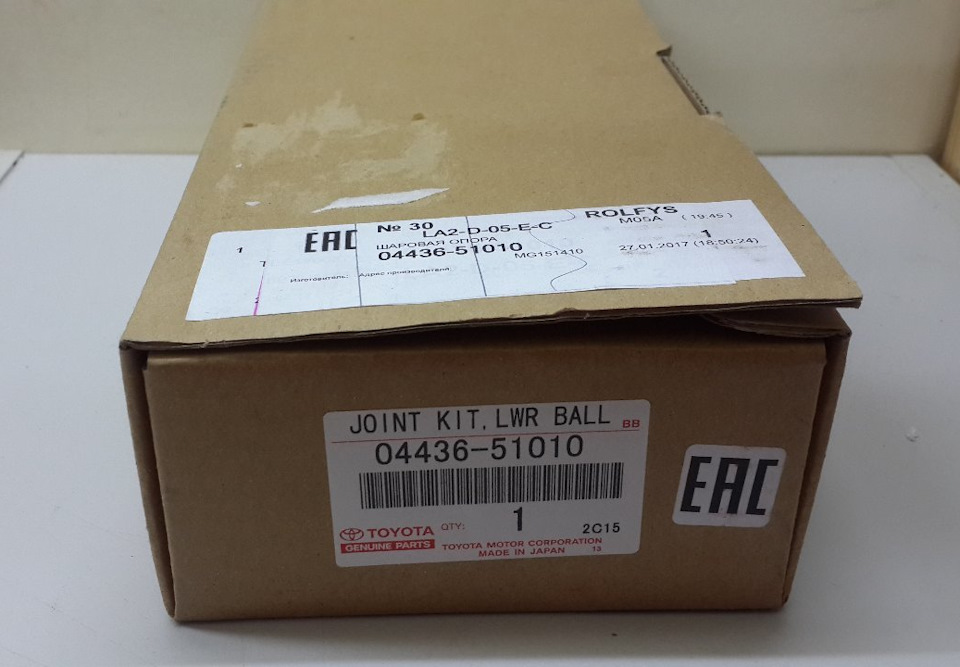 1
EAC
Изготовитель:
Адрес производителя:
№ 30
LA2-D-05-E-C
ШАРОВАЯ ОПОРА
04436-51010
MG151410
ROLFYS
M05A ( 19:45 )
1
27.01.2017 (18:50:24)
JOINT KIT, LWR BALL BB
04436-51010
TOYOTA QTY: 1 2C15
GENUINE PARTS
TOYOTA MOTOR CORPORATION
MADE IN JAPAN 13
EAC